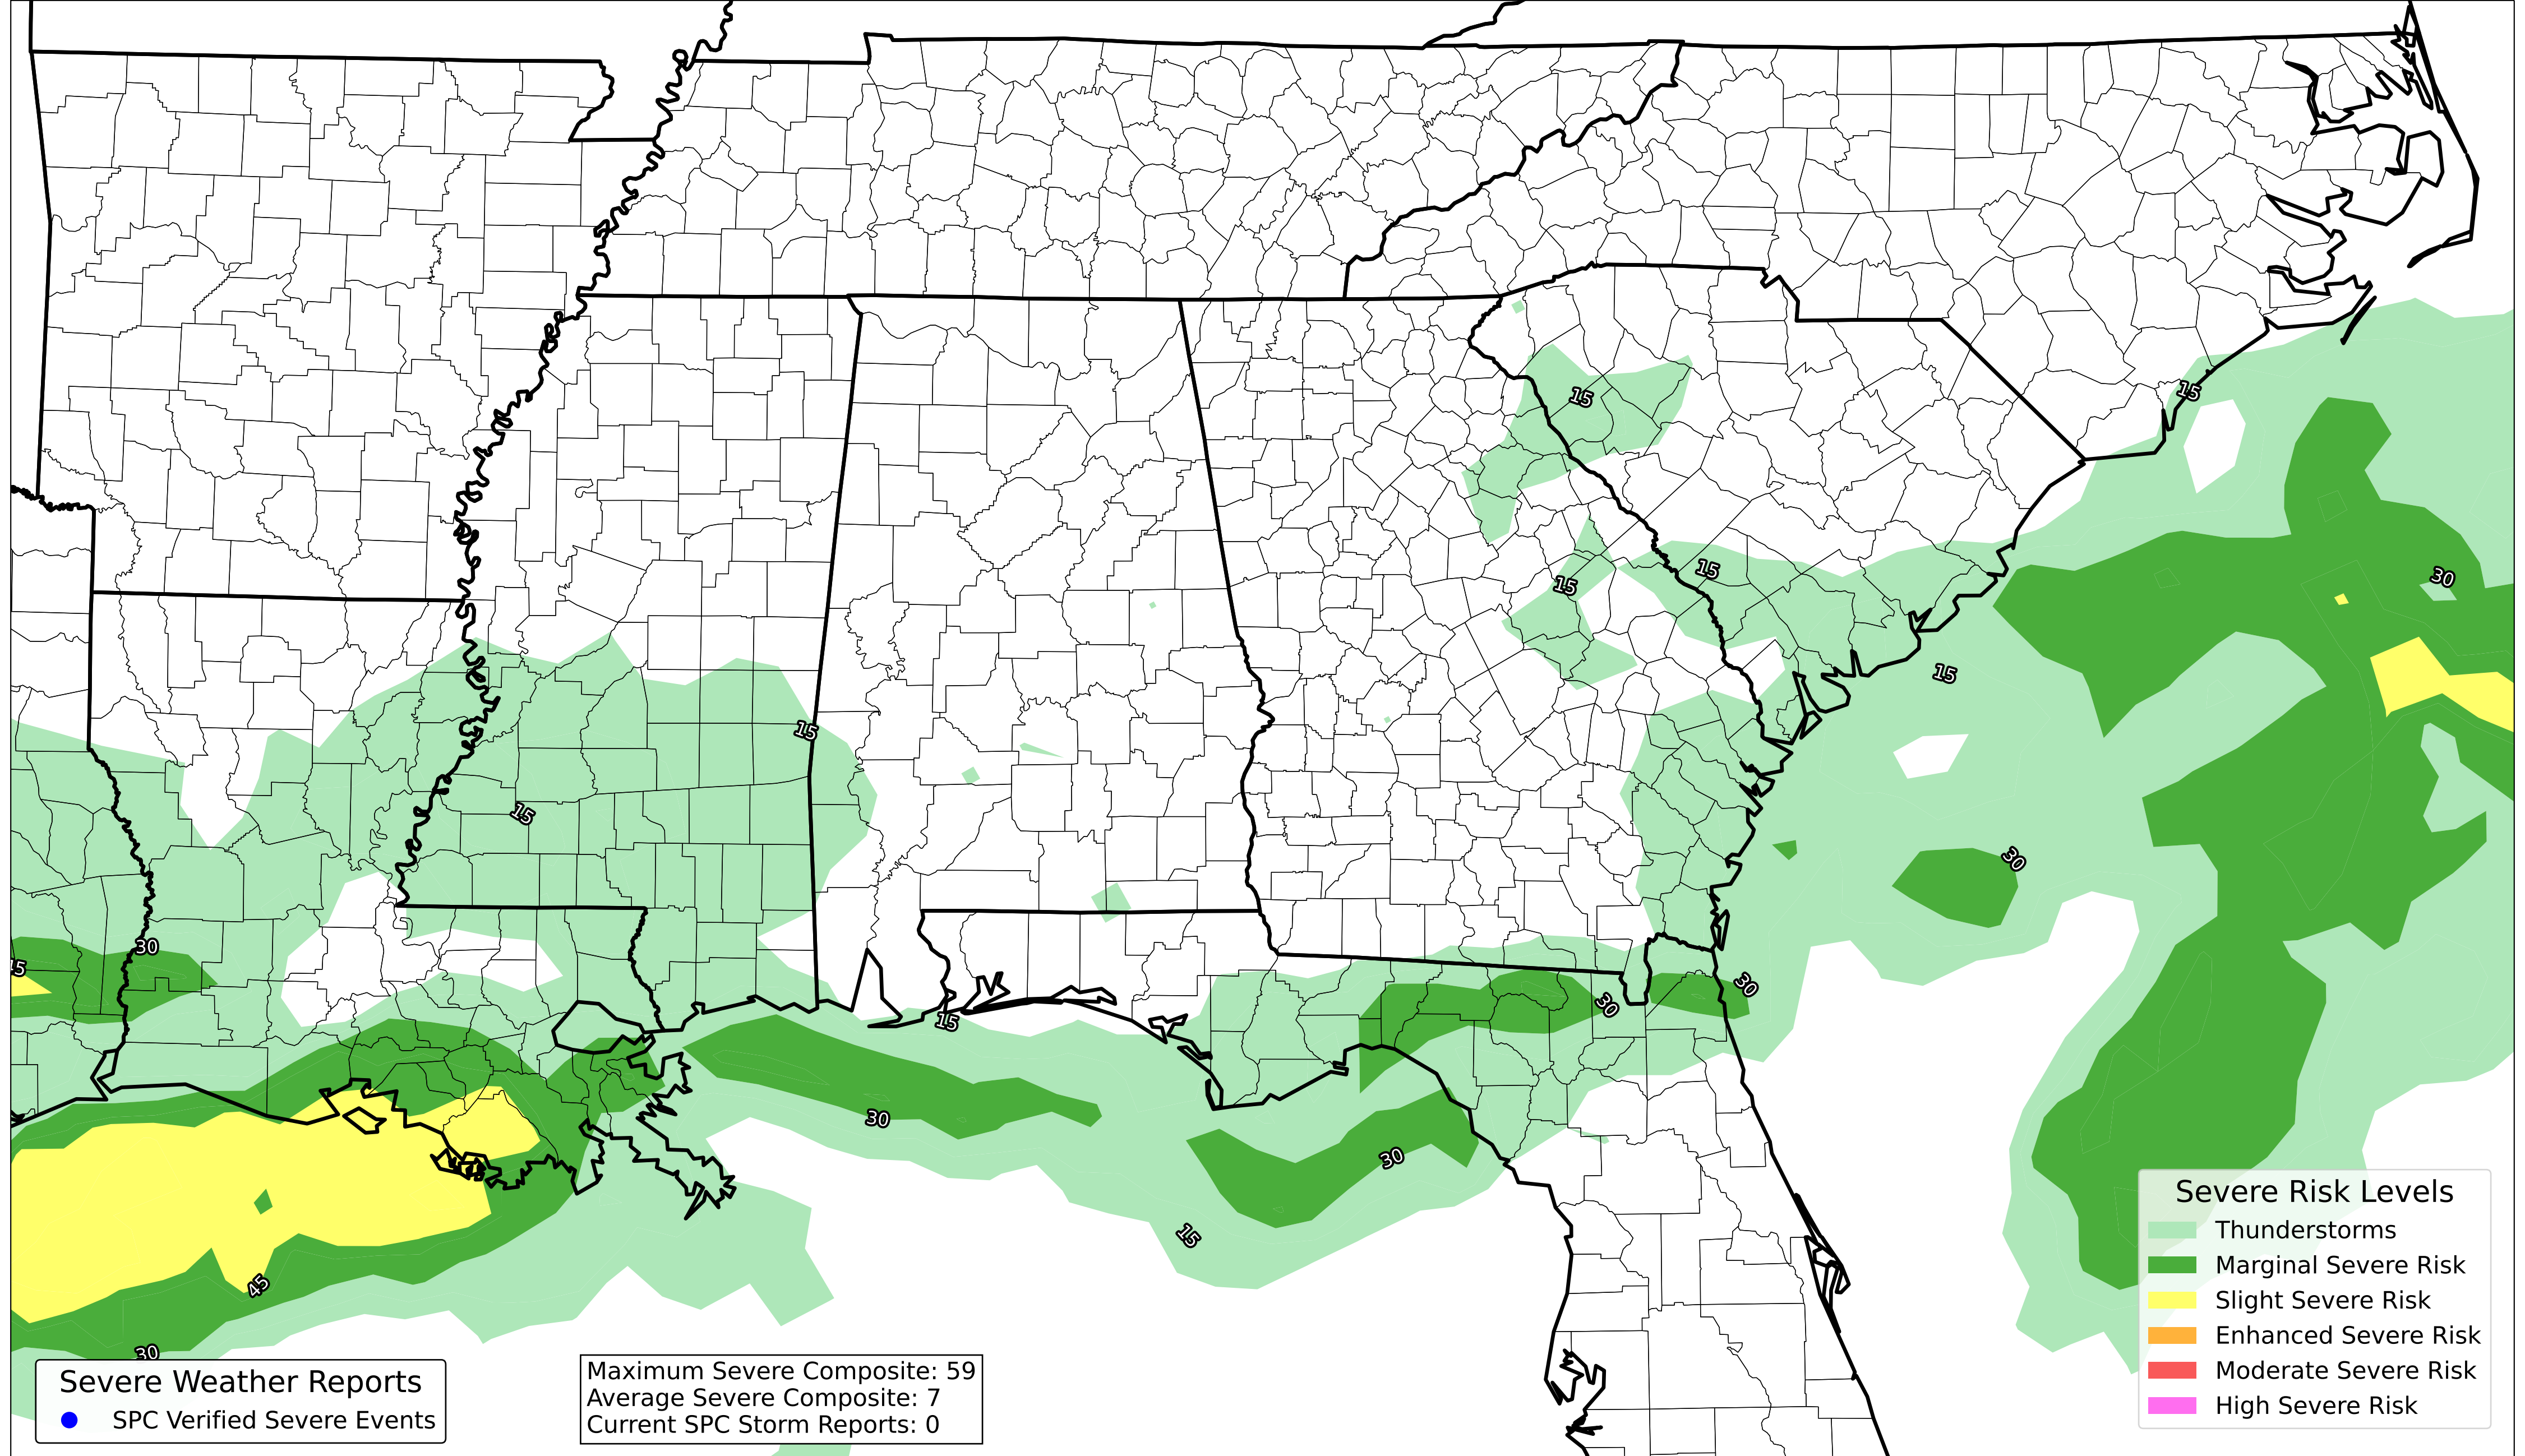 15
15
30
15
15
15
15
15
30
15
30
45
30
30
15
30
30
15
45
30
Severe Risk Levels
Thunderstorms
Marginal Severe Risk
Slight Severe Risk
Enhanced Severe Risk
Moderate Severe Risk
High Severe Risk
Severe Weather Reports
SPC Verified Severe Events
Maximum Severe Composite: 59
Average Severe Composite: 7
Current SPC Storm Reports: 0